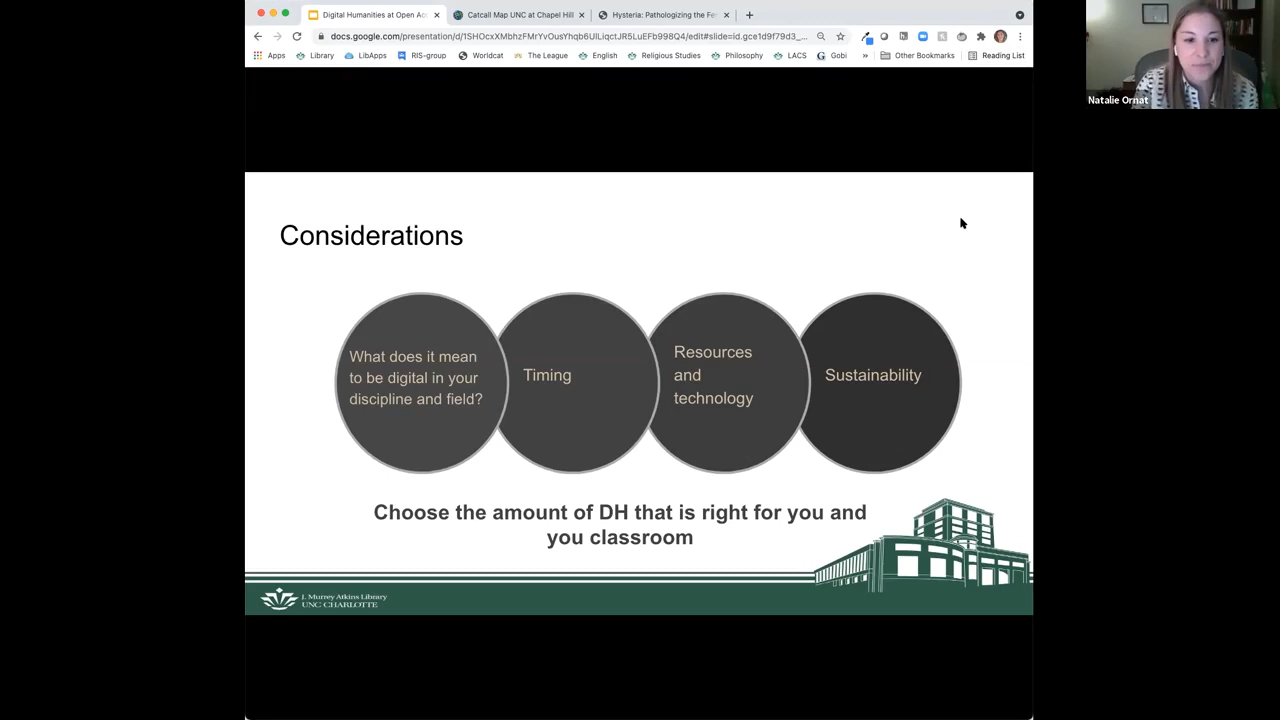 Digital Humanities at Open Ac
Catcall Map UNC at Chapel Hill
Hysteria: Pathologizing the Fe
docs.google.com/presentation/d/1SHOcxXMbhzFMrYvOusYhqb6UlLiqctJR5LuEFb998Q4/edit#slide=id.gce1d9f79d3_...
Apps Library LibApps RIS-group Worldcat The League English Religious Studies Philosophy LACS Gobi » Other Bookmarks Reading List
Natalie Ornat
Considerations
What does it mean
to be digital in your
discipline and field?
Timing
Resources
and
technology
Sustainability
Choose the amount of DH that is right for you and
you classroom
J. Murrey Atkins Library
UNC CHARLOTTE